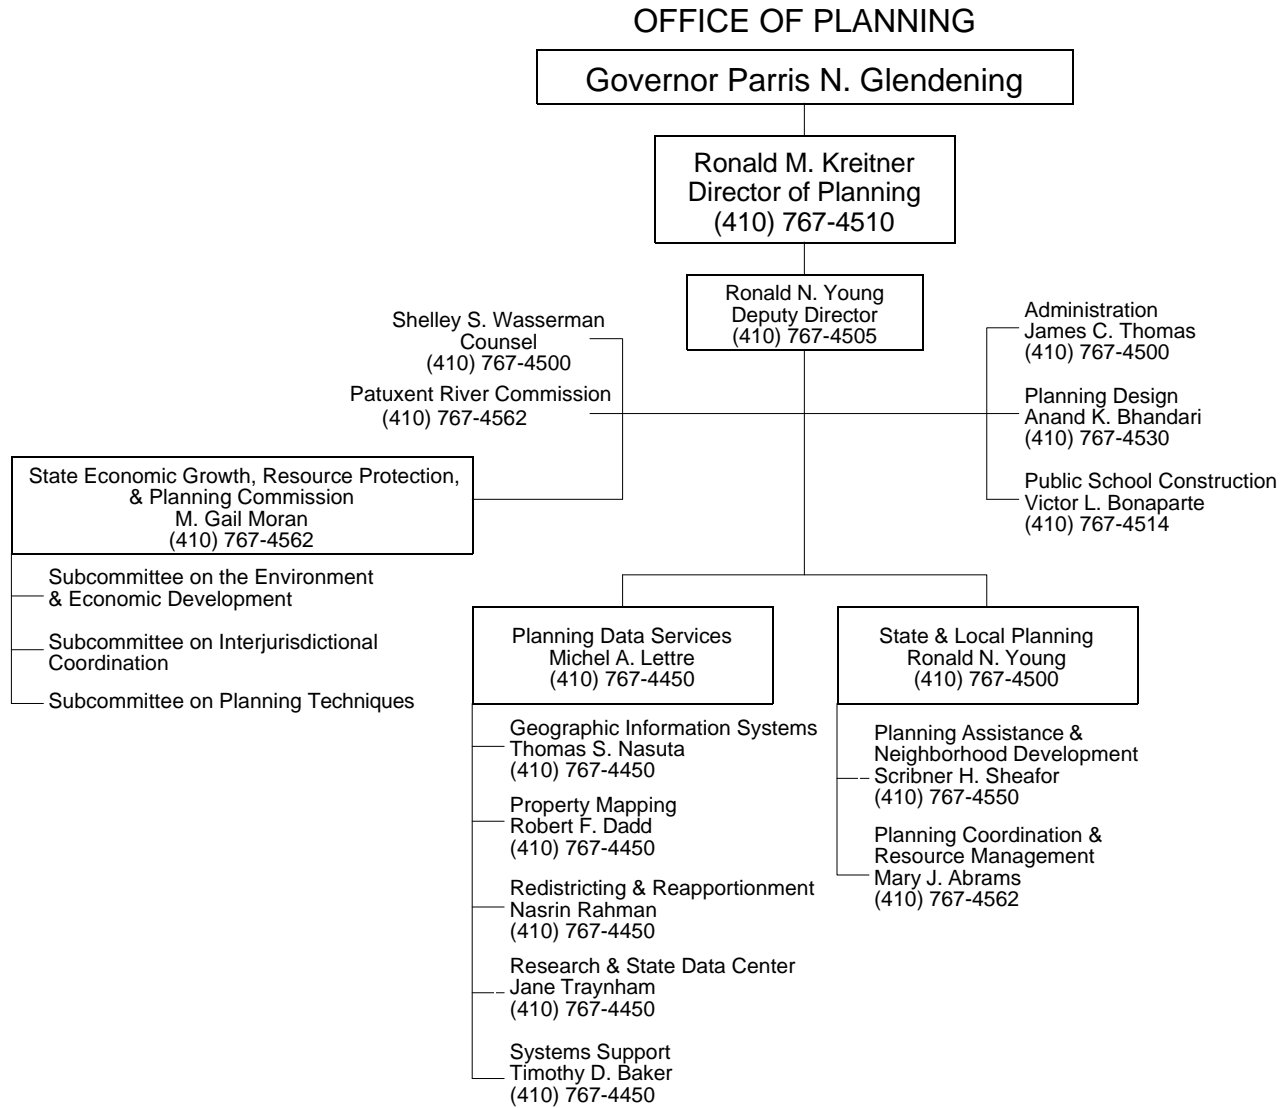 OFFICE OF PLANNING
Governor Parris N. Glendening
Ronald M. Kreitner
Director of Planning
(410) 767-4510
Ronald N. Young
Deputy Director
(410) 767-4505
Shelley S. Wasserman
Counsel
(410) 767-4500
Patuxent River Commission
(410) 767-4562
State Economic Growth, Resource Protection,
& Planning Commission
M. Gail Moran
(410) 767-4562
Subcommittee on the Environment
& Economic Development
Subcommittee on Interjurisdictional
Coordination
Subcommittee on Planning Techniques
Administration
James C. Thomas
(410) 767-4500
Planning Design
Anand K. Bhandari
(410) 767-4530
Public School Construction
Victor L. Bonaparte
(410) 767-4514
Planning Data Services
Michel A. Lettre
(410) 767-4450
Geographic Information Systems
Thomas S. Nasuta
(410) 767-4450
Property Mapping
Robert F. Dadd
(410) 767-4450
Redistricting & Reapportionment
Nasrin Rahman
(410) 767-4450
Research & State Data Center
Jane Traynham
(410) 767-4450
Systems Support
Timothy D. Baker
(410) 767-4450
State & Local Planning
Ronald N. Young
(410) 767-4500
Planning Assistance &
Neighborhood Development
Scribner H. Sheafor
(410) 767-4550
Planning Coordination &
Resource Management
Mary J. Abrams
(410) 767-4562